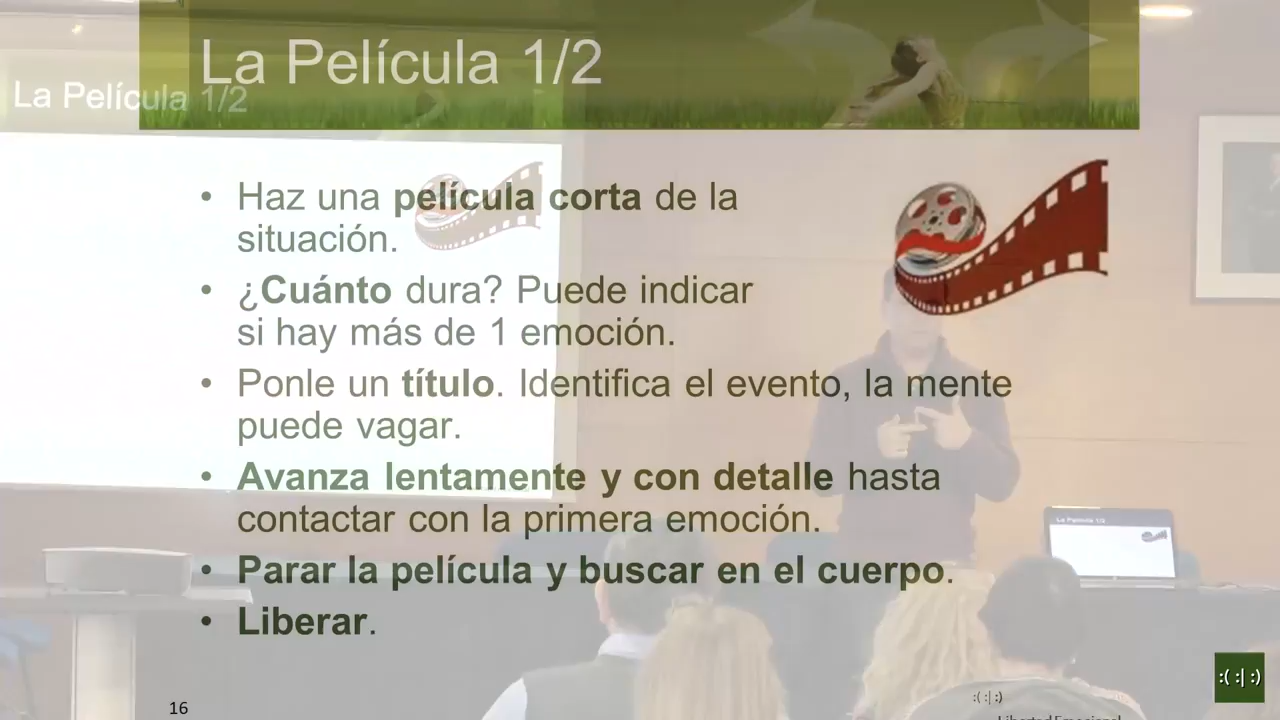 La Película 1/2
La Película 1/2
• Haz una película corta de la
situación.
• ¿Cuánto dura? Puede indicar
si hay más de 1 emoción.
• Ponle un título. Identifica el evento, la mente
puede vagar.
• Avanza lentamente y con detalle hasta
contactar con la primera emoción.
• Parar la película y buscar en el cuerpo.
• Liberar.
La Película 1/2
:( :| :)
16
:( :| :)
Libertad Emocional